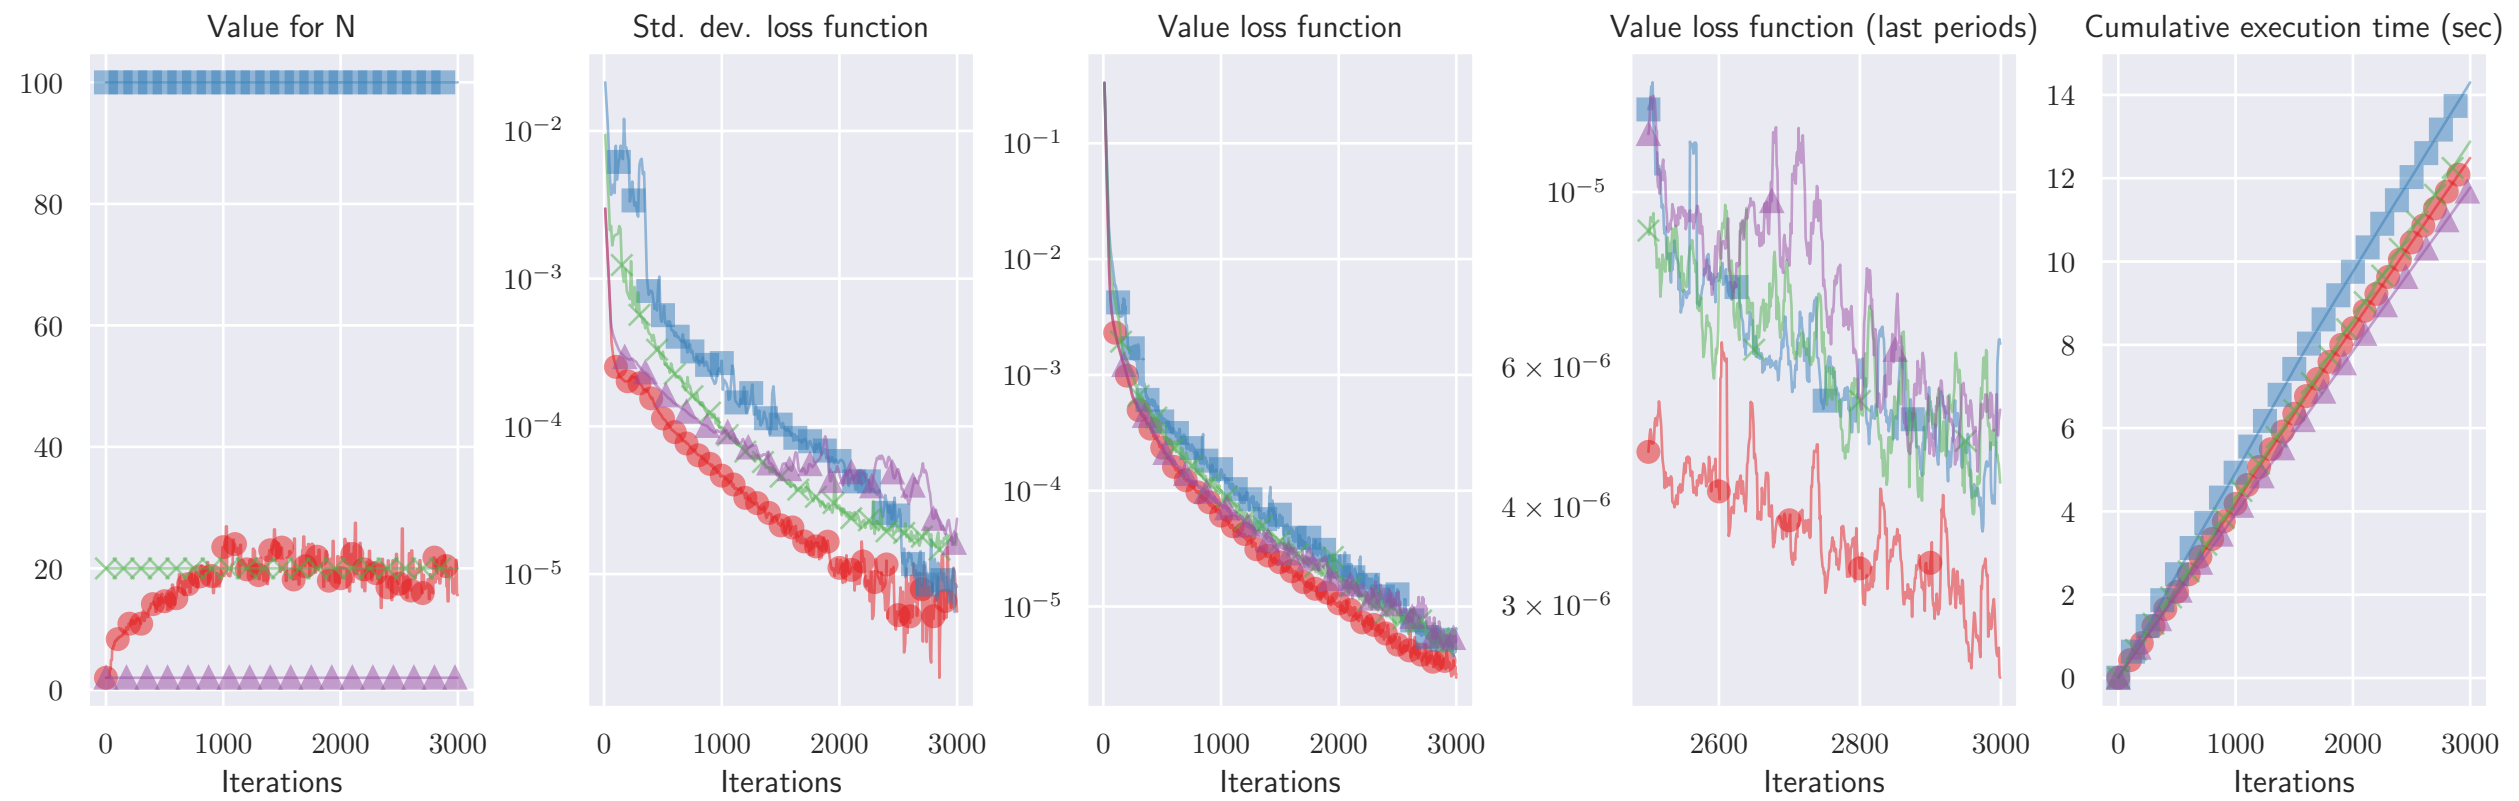 Value for N
Std. dev. loss function
Value loss function
Value loss function (last periods)
Cumulative execution time (sec)
100
80
60
40
20
0
0 1000 2000 3000
Iterations
10⁻²
10⁻³
10⁻⁴
10⁻⁵
0 1000 2000 3000
Iterations
10⁻¹
10⁻²
10⁻³
10⁻⁴
10⁻⁵
0 1000 2000 3000
Iterations
10⁻⁵
6 × 10⁻⁶
4 × 10⁻⁶
3 × 10⁻⁶
2600 2800 3000
Iterations
14
12
10
8
6
4
2
0
0 1000 2000 3000
Iterations